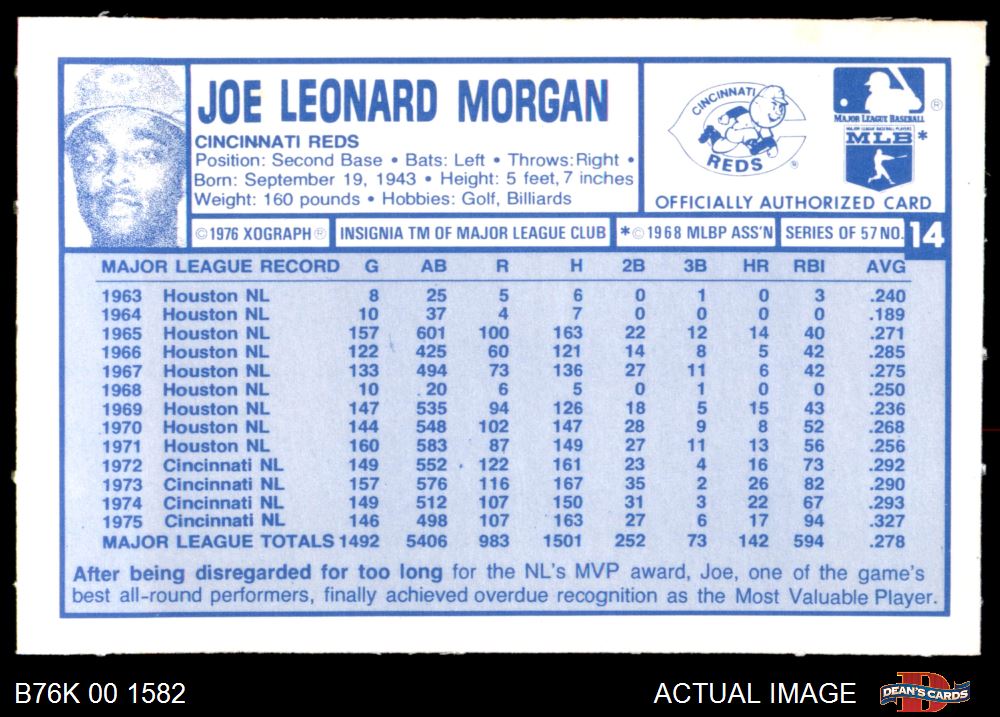 JOE LEONARD MORGAN
CINCINNATI REDS
Position: Second Base • Bats: Left • Throws: Right •
Born: September 19, 1943 • Height: 5 feet, 7 inches
Weight: 160 pounds • Hobbies: Golf, Billiards
CINCINNATI
REDS
®
MAJOR LEAGUE BASEBALL
®
MAJOR LEAGUE BASEBALL PLAYERS
MLB *
OFFICIALLY AUTHORIZED CARD
© 1976 XOGRAPH ® INSIGNIA TM OF MAJOR LEAGUE CLUB *© 1968 MLBP ASS'N SERIES OF 57 NO. 14
MAJOR LEAGUE RECORD G AB R H 2B 3B HR RBI AVG
1963 Houston NL 8 25 5 6 0 1 0 3 .240
1964 Houston NL 10 37 4 7 0 0 0 0 .189
1965 Houston NL 157 601 100 163 22 12 14 40 .271
1966 Houston NL 122 425 60 121 14 8 5 42 .285
1967 Houston NL 133 494 73 136 27 11 6 42 .275
1968 Houston NL 10 20 6 5 0 1 0 0 .250
1969 Houston NL 147 535 94 126 18 5 15 43 .236
1970 Houston NL 144 548 102 147 28 9 8 52 .268
1971 Houston NL 160 583 87 149 27 11 13 56 .256
1972 Cincinnati NL 149 552 122 161 23 4 16 73 .292
1973 Cincinnati NL 157 576 116 167 35 2 26 82 .290
1974 Cincinnati NL 149 512 107 150 31 3 22 67 .293
1975 Cincinnati NL 146 498 107 163 27 6 17 94 .327
MAJOR LEAGUE TOTALS 1492 5406 983 1501 252 73 142 594 .278
After being disregarded for too long for the NL's MVP award, Joe, one of the game's
best all-round performers, finally achieved overdue recognition as the Most Valuable Player.
B76K 00 1582
ACTUAL IMAGE
DEAN'S CARDS